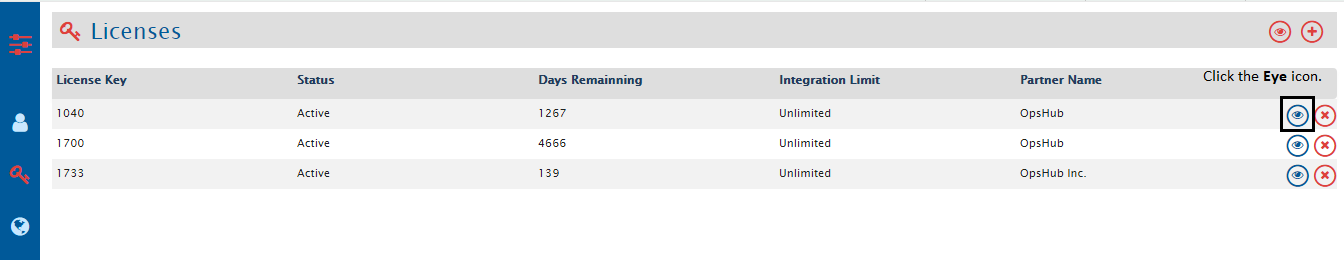 Licenses
License Key Status Days Remainning Integration Limit Partner Name Click the Eye icon.
1040 Active 1267 Unlimited OpsHub
1700 Active 4666 Unlimited OpsHub
1733 Active 139 Unlimited OpsHub Inc.